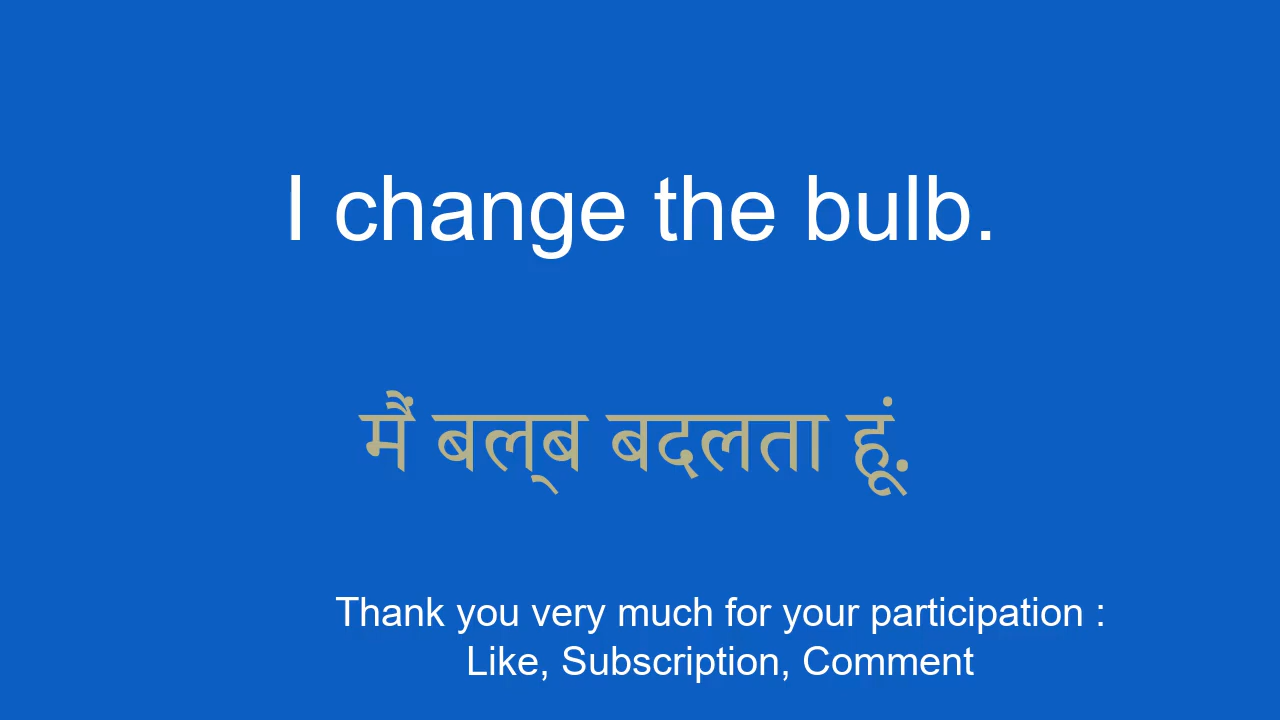 I change the bulb.
मैं बल्ब बदलता हूं.
Thank you very much for your participation :
Like, Subscription, Comment